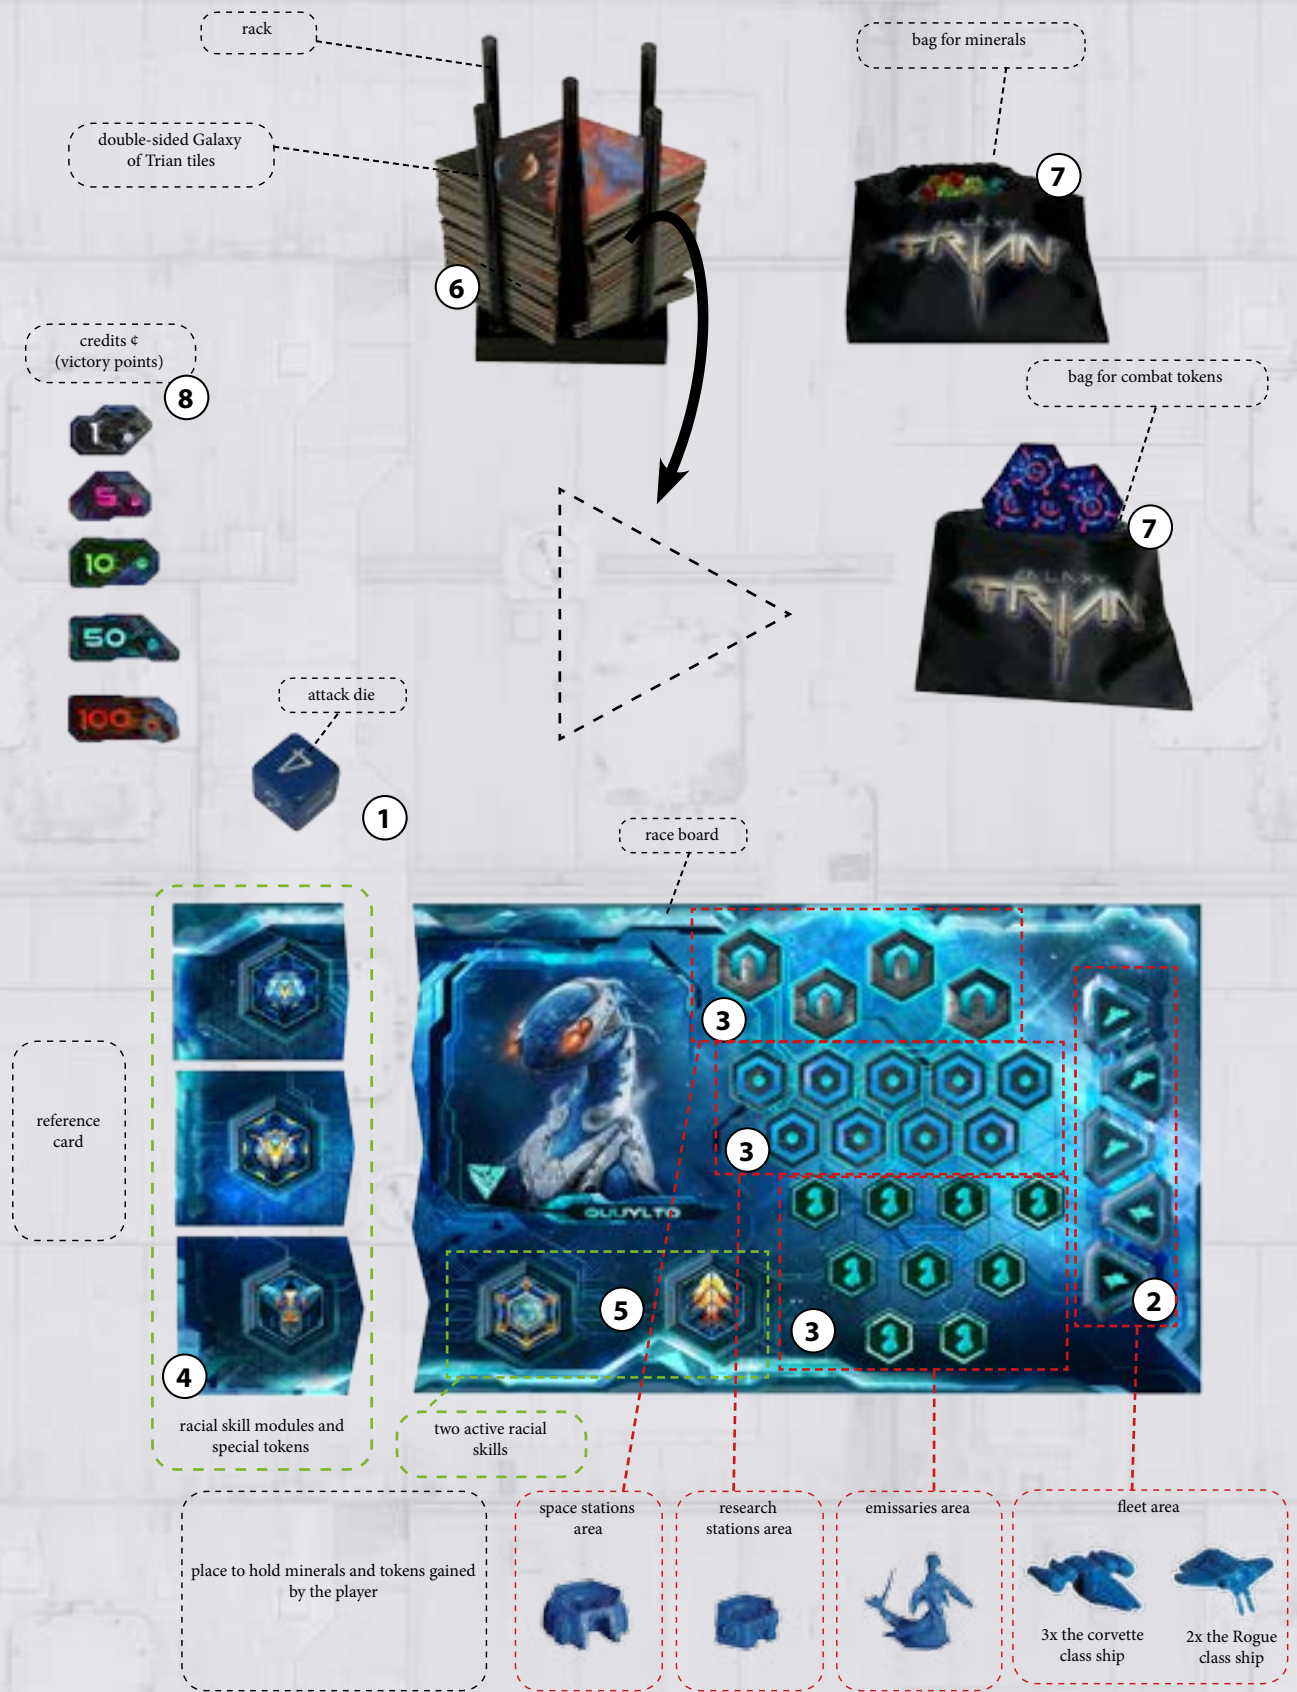 rack
bag for minerals
double-sided Galaxy
of Trian tiles
7
GALAXY
TRIAN
6
credits ¢
(victory points)
8
bag for combat tokens
1
5
10
50
100
7
GALAXY
TRIAN
attack die
1
race board
3
3
reference
card
QUUYLTO
5
3
2
4
racial skill modules and
special tokens
two active racial
skills
place to hold minerals and tokens gained
by the player
space stations
area
research
stations area
emissaries area
fleet area
3x the corvette
class ship
2x the Rogue
class ship